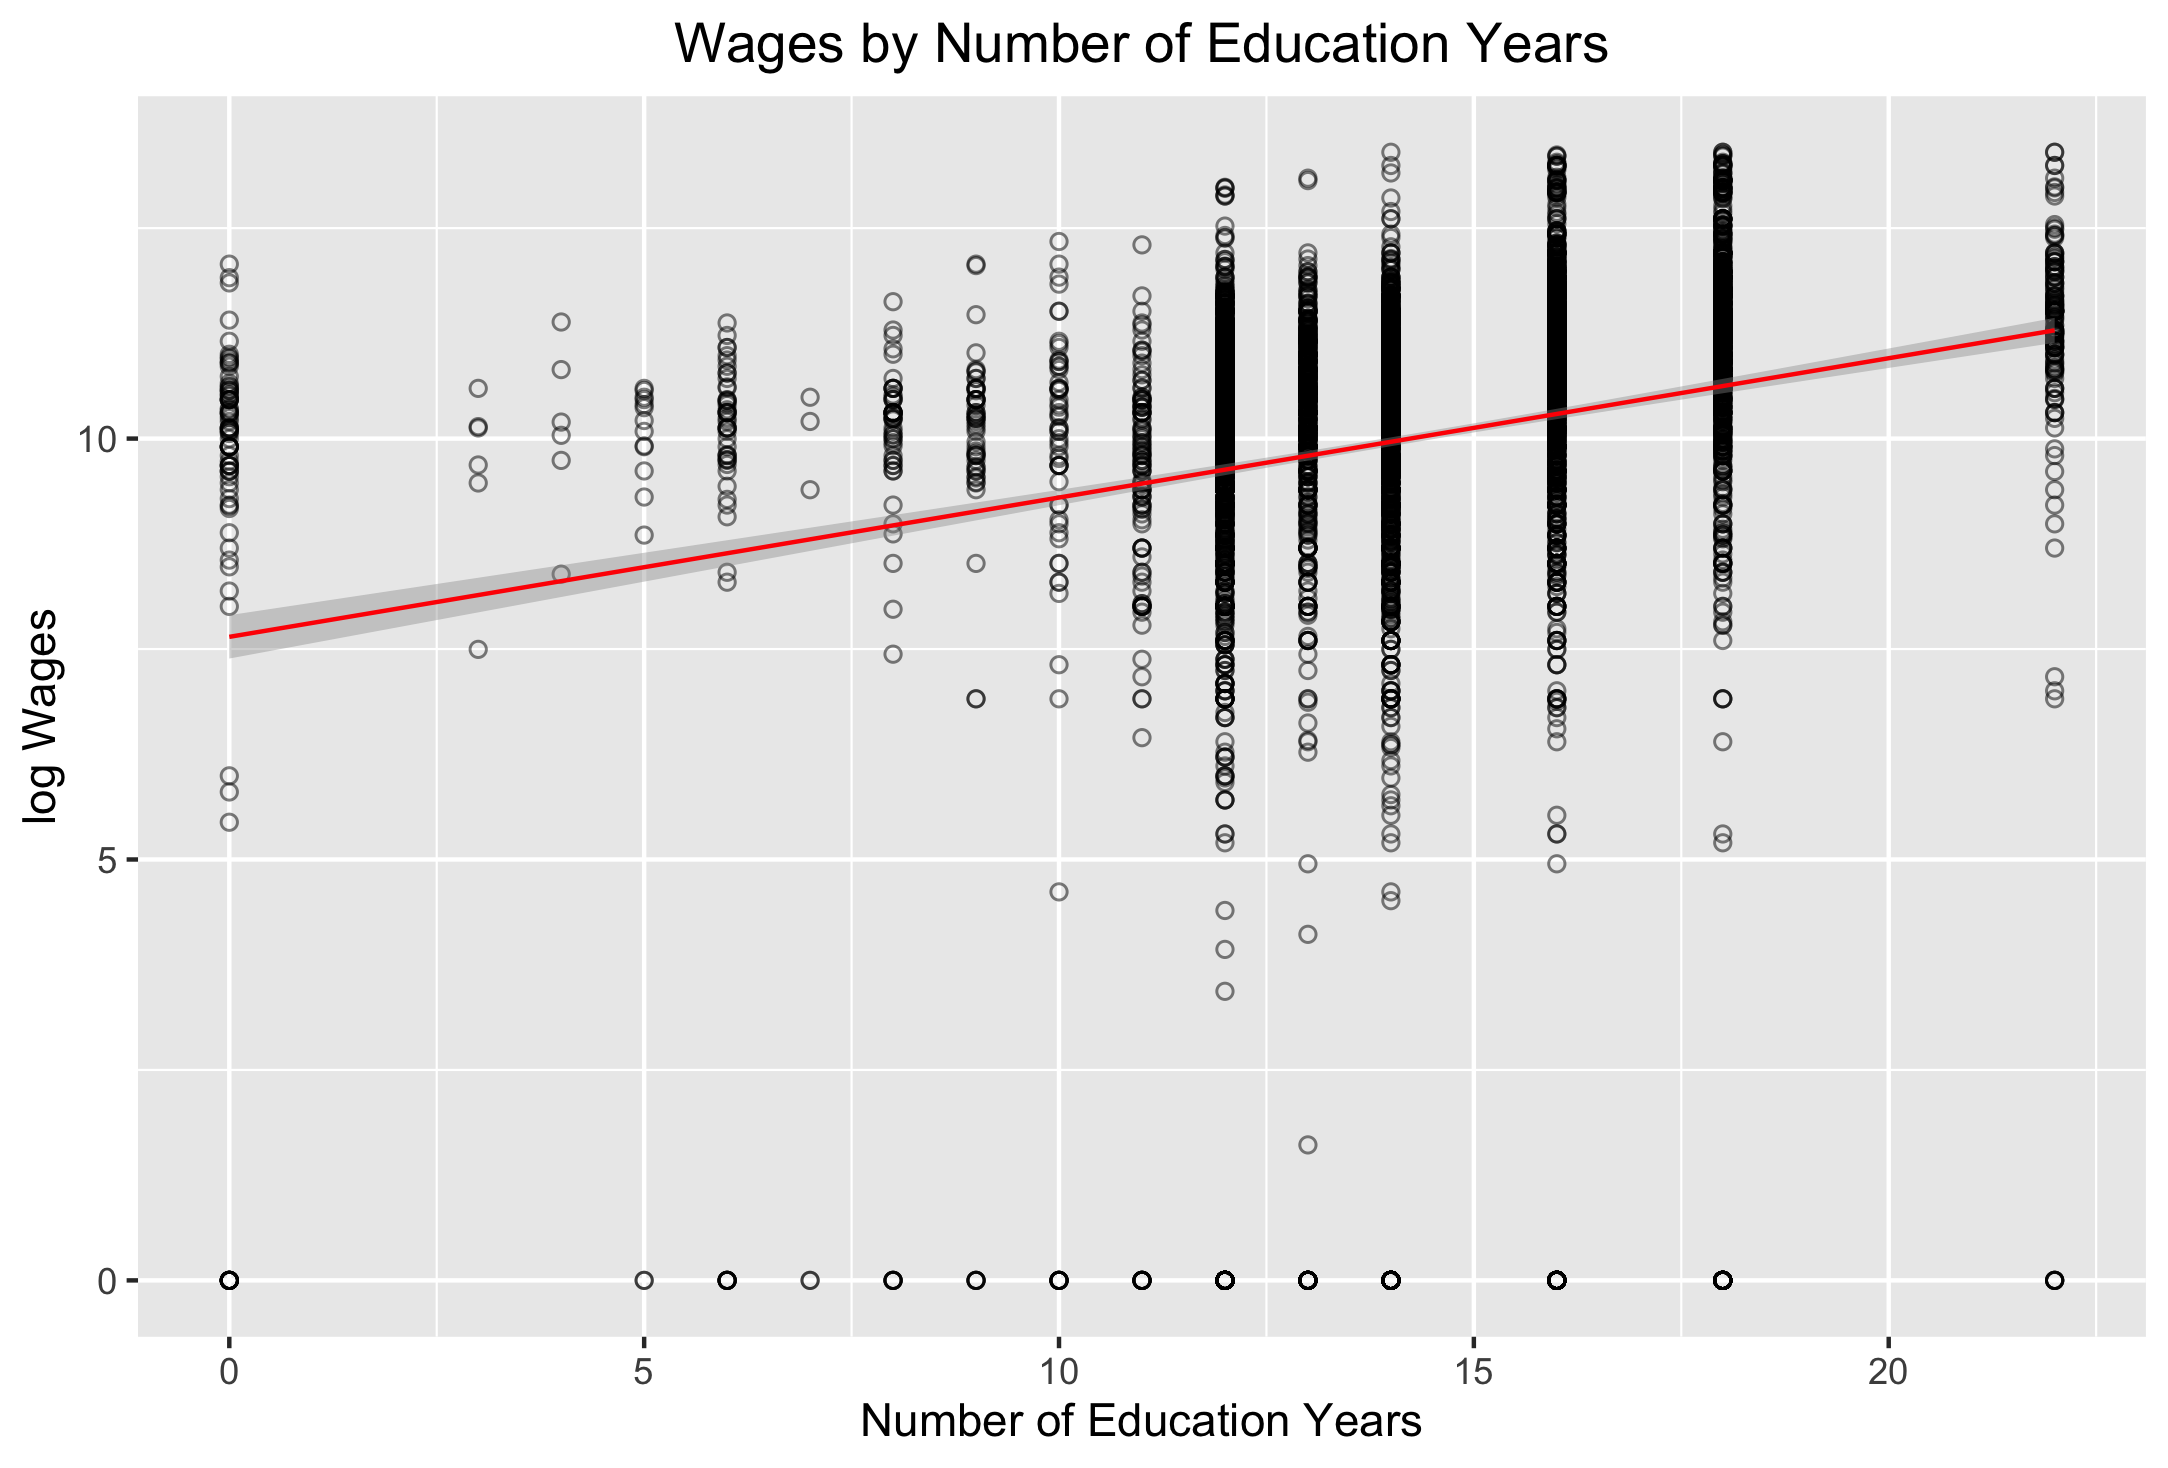 Wages by Number of Education Years
log Wages
10
5
0
0 5 10 15 20
Number of Education Years